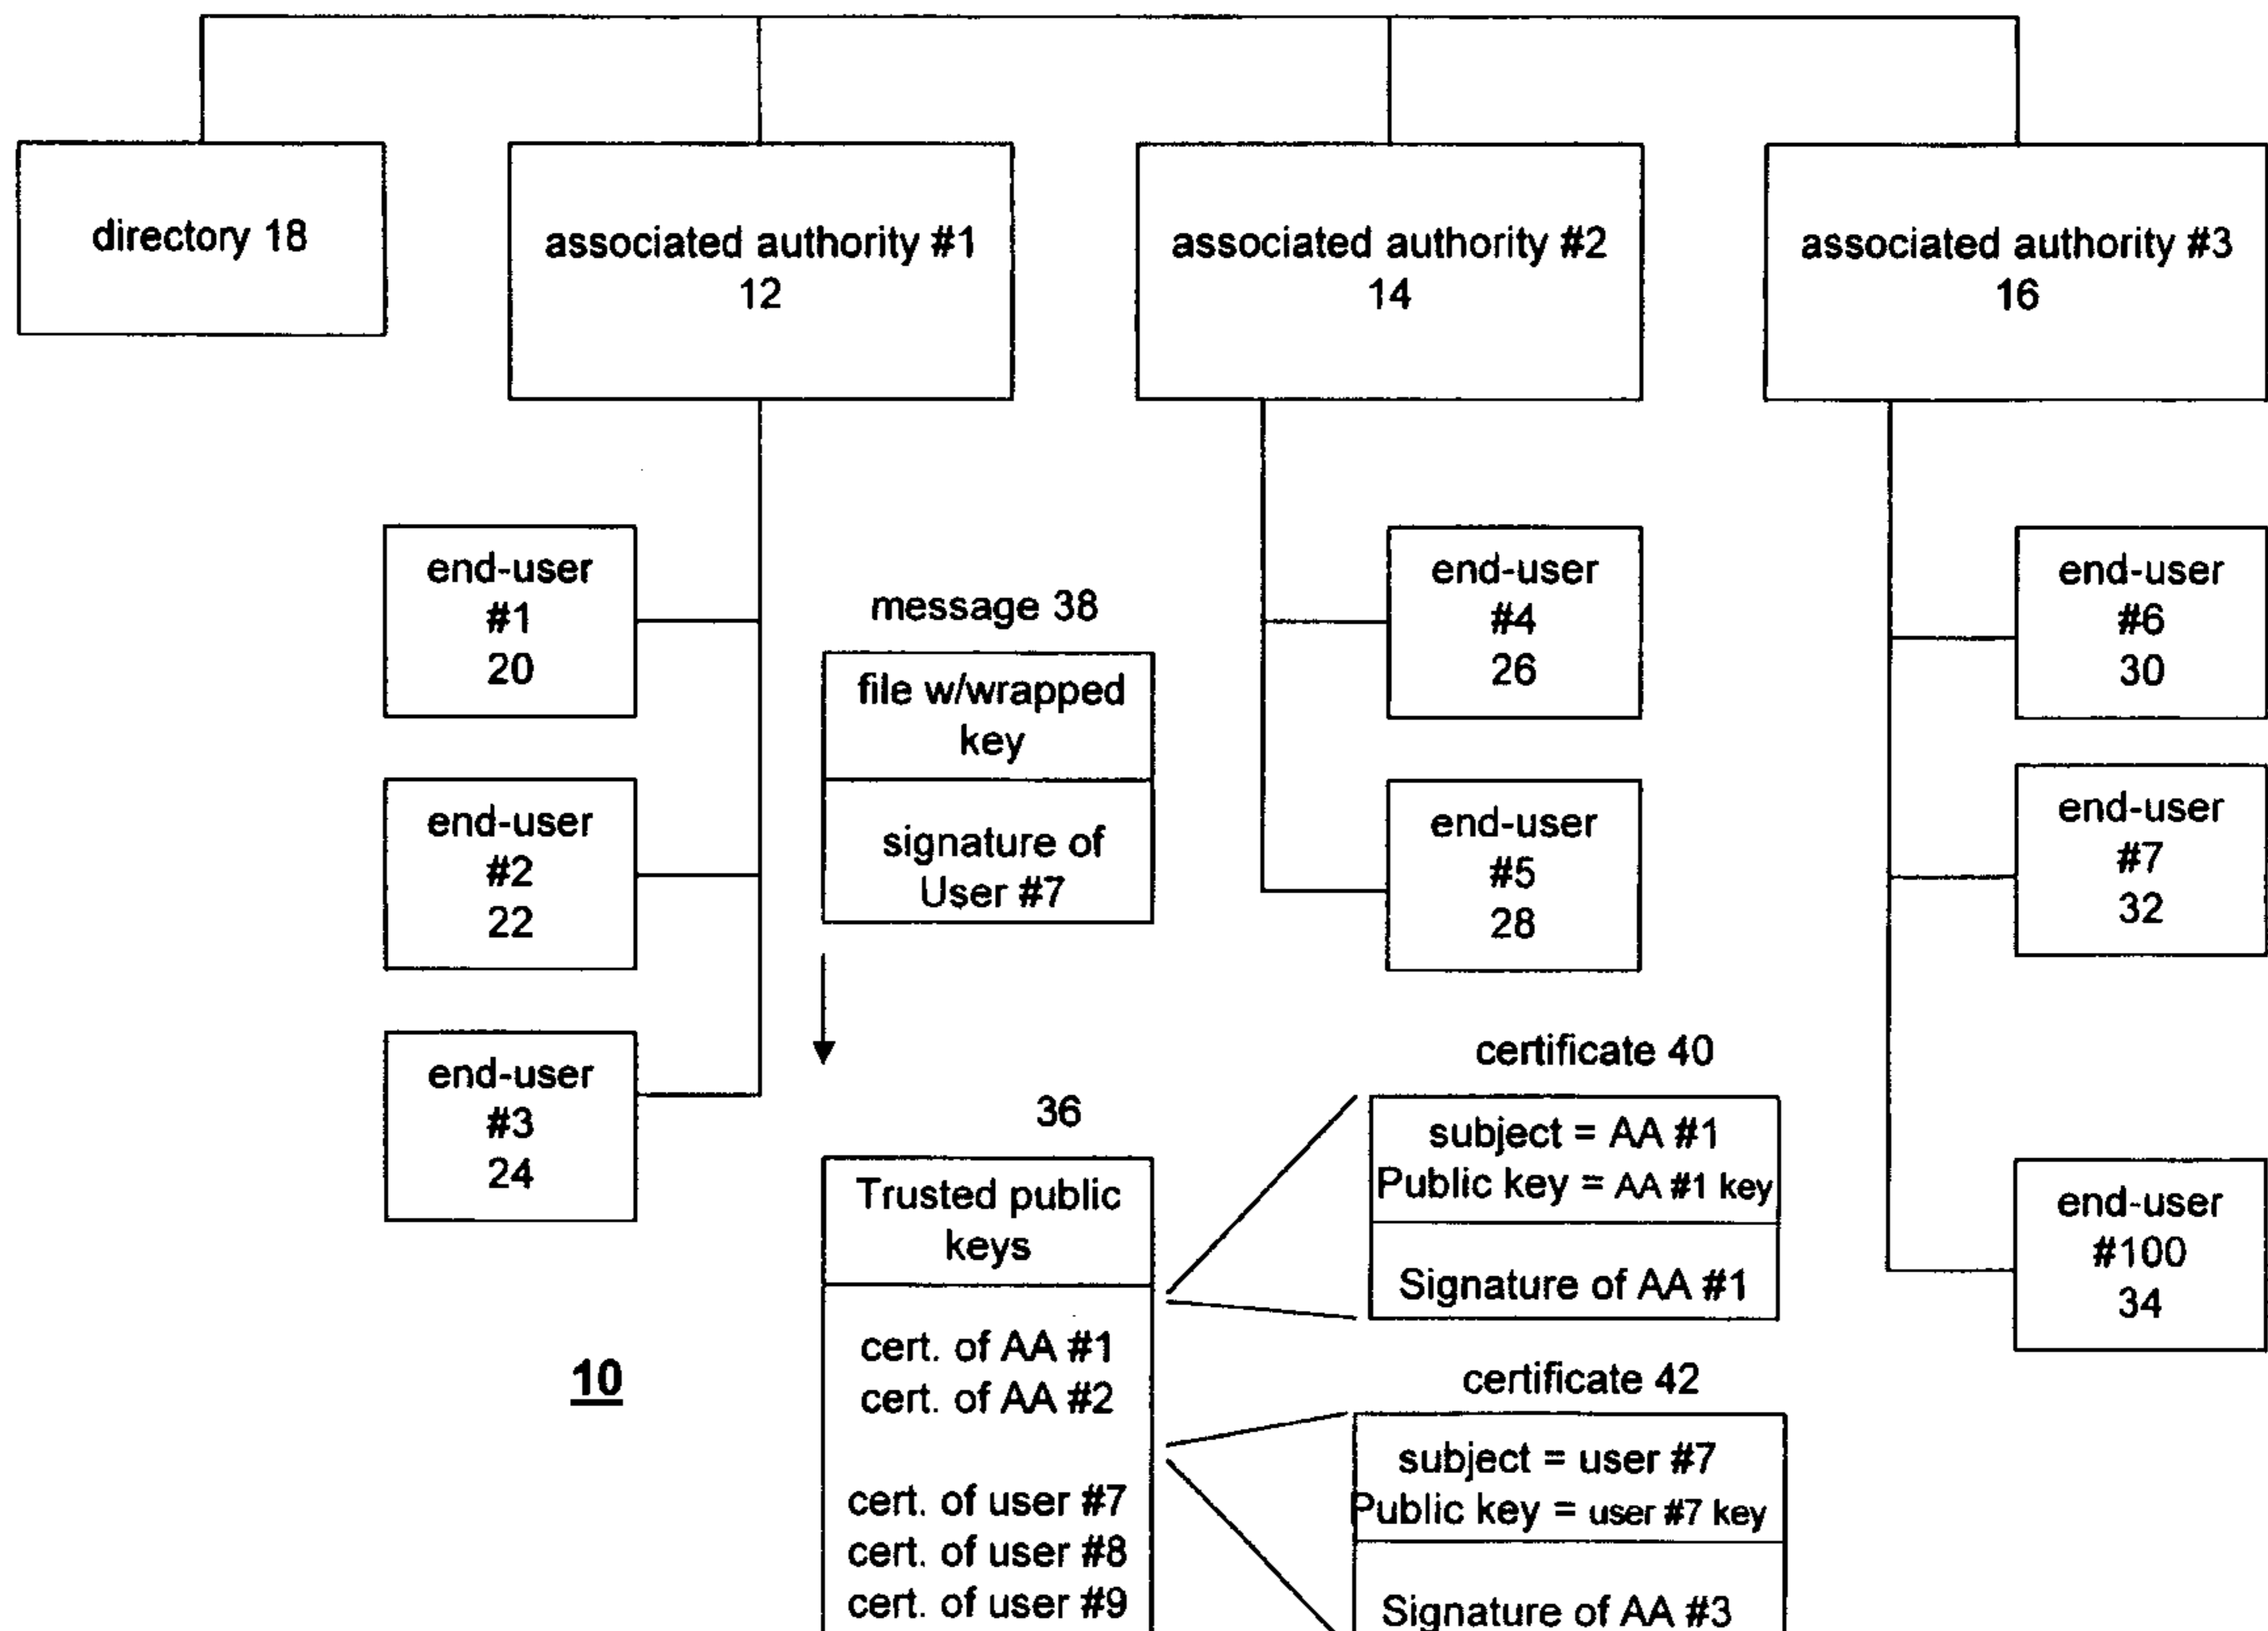 directory 18
associated authority #1
12
associated authority #2
14
associated authority #3
16
end-user
#1
20
end-user
#2
22
end-user
#3
24
message 38
file w/wrapped
key
signature of
User #7
end-user
#4
26
end-user
#5
28
end-user
#6
30
end-user
#7
32
end-user
#100
34
36
Trusted public
keys
cert. of AA #1
cert. of AA #2
cert. of user #7
cert. of user #8
cert. of user #9
certificate 40
subject = AA #1
Public key = AA #1 key
Signature of AA #1
certificate 42
subject = user #7
Public key = user #7 key
Signature of AA #3
10